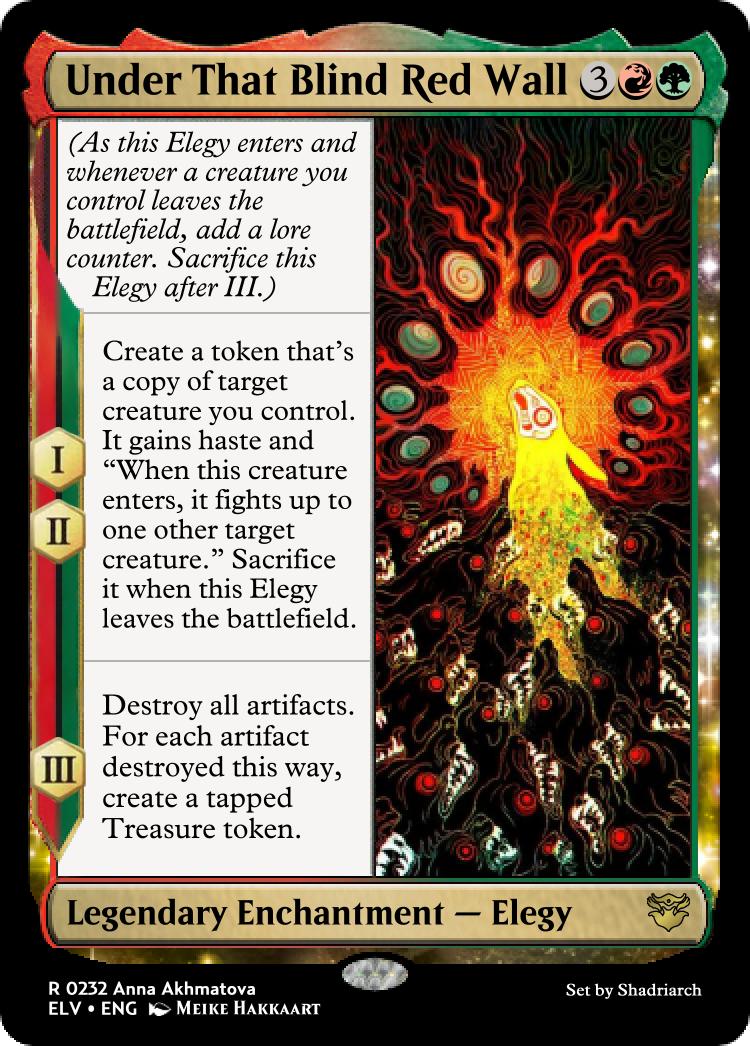 Under That Blind Red Wall 3
(As this Elegy enters and
whenever a creature you
control leaves the
battlefield, add a lore
counter. Sacrifice this
Elegy after III.)
I
II
Create a token that's
a copy of target
creature you control.
It gains haste and
“When this creature
enters, it fights up to
one other target
creature.” Sacrifice
it when this Elegy
leaves the battlefield.
III
Destroy all artifacts.
For each artifact
destroyed this way,
create a tapped
Treasure token.
Legendary Enchantment — Elegy
R 0232 Anna Akhmatova
ELV • ENG Meike Hakkaart
Set by Shadriarch